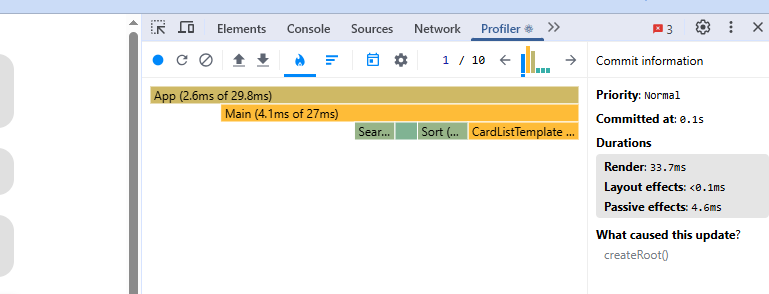 Elements Console Sources Network Profiler 3
1 / 10
Commit information
App (2.6ms of 29.8ms)
Main (4.1ms of 27ms)
Sear... Sort (... CardListTemplate ...
Priority: Normal
Committed at: 0.1s
Durations
Render: 33.7ms
Layout effects: <0.1ms
Passive effects: 4.6ms
What caused this update?
createRoot()